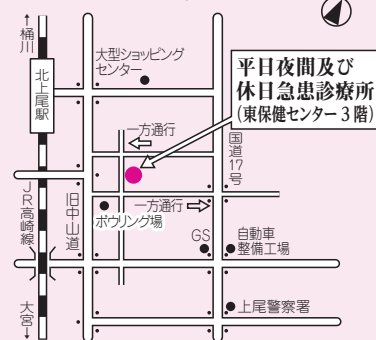 ↑桶川
北上尾駅
JR高崎線
大宮↓
旧中山道
大型ショッピング
センター
平日夜間及び
休日急患診療所
(東保健センター3階)
一方通行
国道17号
一方通行
ボウリング場
GS
自動車
整備工場
上尾警察署